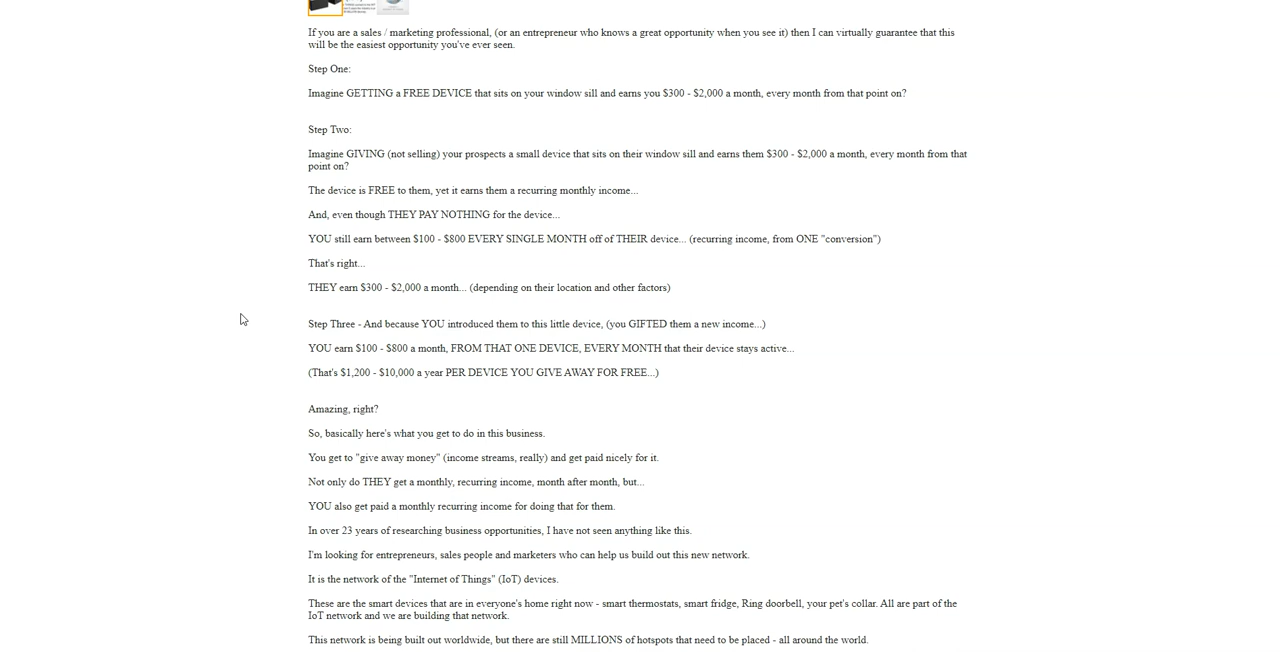 If you are a sales / marketing professional, (or an entrepreneur who knows a great opportunity when you see it) then I can virtually guarantee that this
will be the easiest opportunity you've ever seen.
Step One:
Imagine GETTING a FREE DEVICE that sits on your window sill and earns you $300 - $2,000 a month, every month from that point on?
Step Two:
Imagine GIVING (not selling) your prospects a small device that sits on their window sill and earns them $300 - $2,000 a month, every month from that
point on?
The device is FREE to them, yet it earns them a recurring monthly income...
And, even though THEY PAY NOTHING for the device...
YOU still earn between $100 - $800 EVERY SINGLE MONTH off of THEIR device... (recurring income, from ONE "conversion")
That's right...
THEY earn $300 - $2,000 a month... (depending on their location and other factors)
Step Three - And because YOU introduced them to this little device, (you GIFTED them a new income...)
YOU earn $100 - $800 a month, FROM THAT ONE DEVICE, EVERY MONTH that their device stays active...
(That's $1,200 - $10,000 a year PER DEVICE YOU GIVE AWAY FOR FREE...)
Amazing, right?
So, basically here's what you get to do in this business.
You get to "give away money" (income streams, really) and get paid nicely for it.
Not only do THEY get a monthly, recurring income, month after month, but...
YOU also get paid a monthly recurring income for doing that for them.
In over 23 years of researching business opportunities, I have not seen anything like this.
I'm looking for entrepreneurs, sales people and marketers who can help us build out this new network.
It is the network of the "Internet of Things" (IoT) devices.
These are the smart devices that are in everyone's home right now - smart thermostats, smart fridge, Ring doorbell, your pet's collar. All are part of the
IoT network and we are building that network.
This network is being built out worldwide, but there are still MILLIONS of hotspots that need to be placed - all around the world.